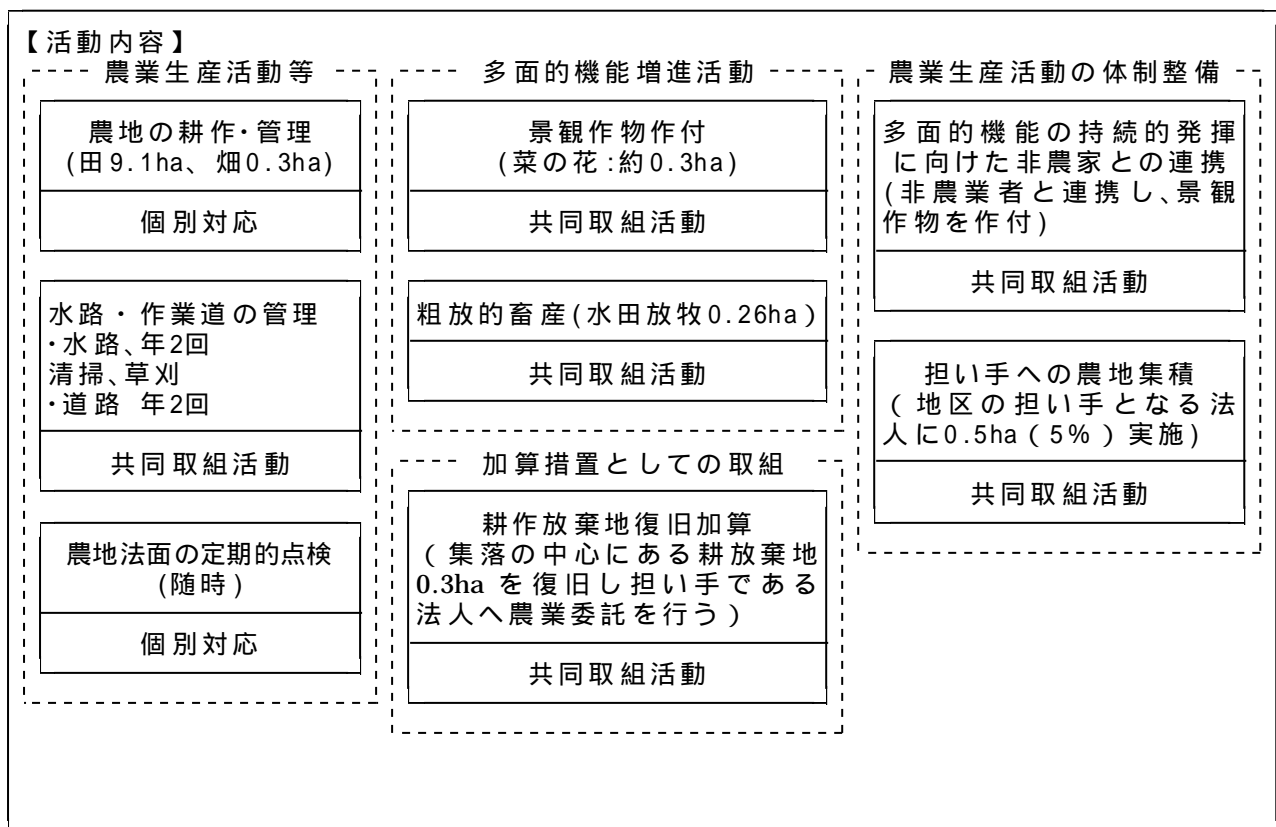 【活動内容】
農業生産活動等
農地の耕作・管理
(田9.1ha、畑0.3ha)
個別対応
水路・作業道の管理
・水路、年2回
清掃、草刈
・道路 年2回
共同取組活動
農地法面の定期的点検
(随時)
個別対応
多面的機能増進活動
景観作物作付
(菜の花:約0.3ha)
共同取組活動
粗放的畜産(水田放牧0.26ha)
共同取組活動
加算措置としての取組
耕作放棄地復旧加算
(集落の中心にある耕放棄地
0.3ha を復旧し担い手である
法人へ農業委託を行う)
共同取組活動
農業生産活動の体制整備
多面的機能の持続的発揮
に向けた非農家との連携
(非農業者と連携し、景観
作物を作付)
共同取組活動
担い手への農地集積
(地区の担い手となる法
人に0.5ha(5%)実施)
共同取組活動